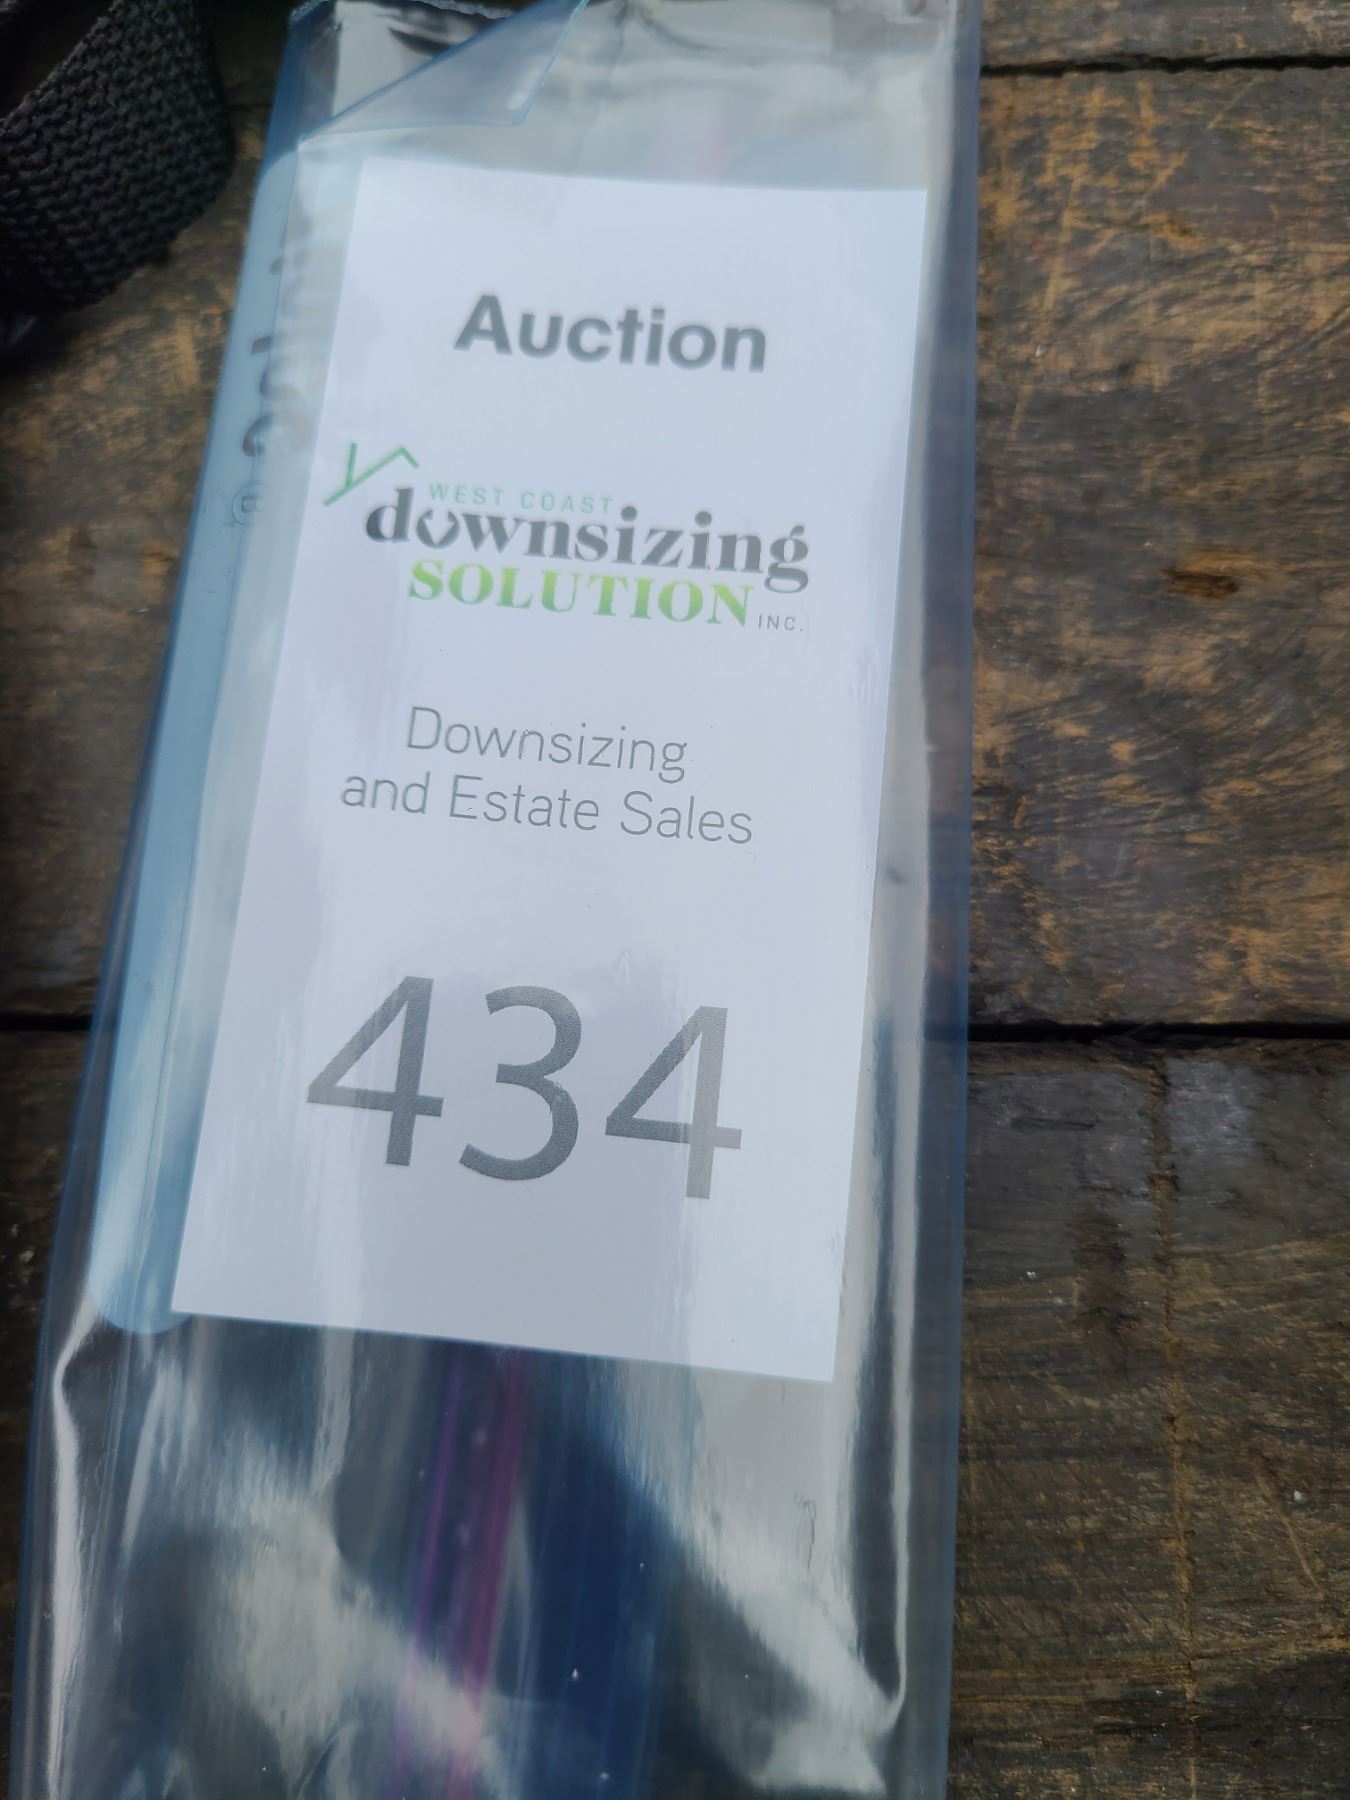 Auction
WEST COAST
downsizing
SOLUTION INC.
Downsizing
and Estate Sales
434